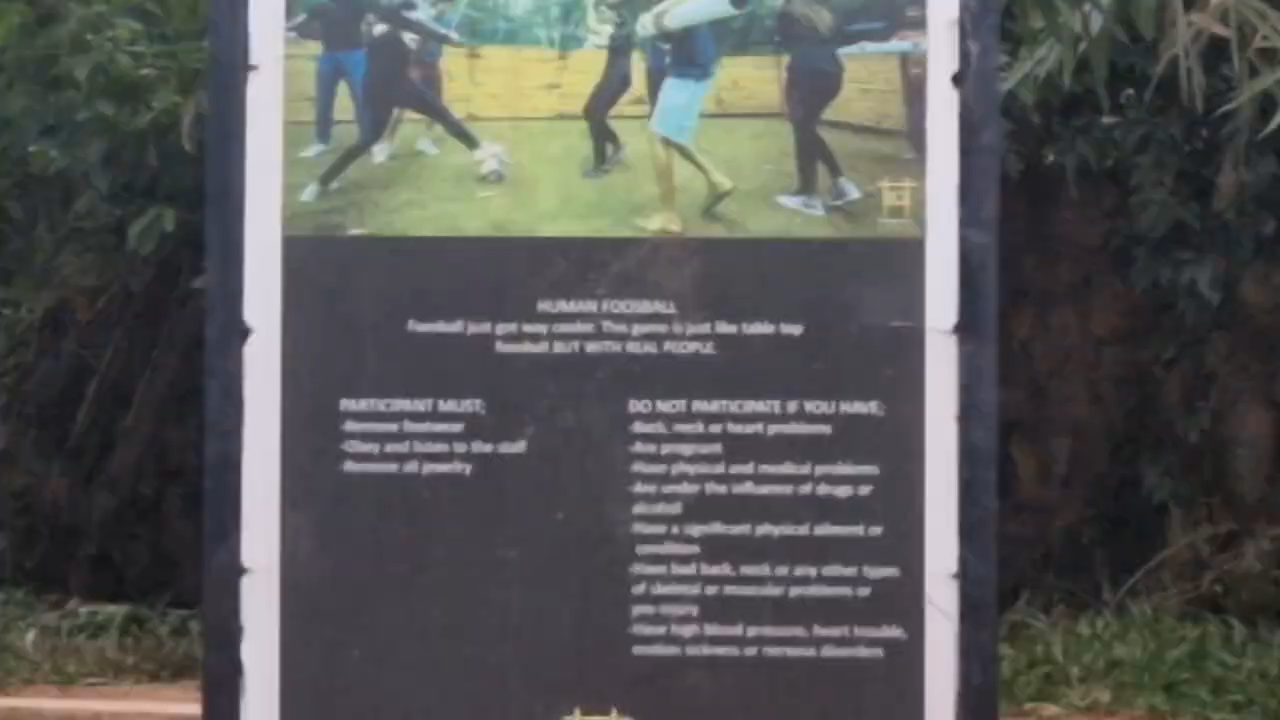 HUMAN FOOSBALL
Foosball just got way cooler. This game is just like table top
foosball BUT WITH REAL PEOPLE.
PARTICIPANT MUST;
-Remove footwear
-Obey and listen to the staff
-Remove all jewelry
DO NOT PARTICIPATE IF YOU HAVE;
-Back, neck or heart problems
-Are pregnant
-Have physical and medical problems
-Are under the influence of drugs or
alcohol
-Have a significant physical ailment or
condition
-Have bad back, neck or any other types
of skeletal or muscular problems or
pre-injury
-Have high blood pressure, heart trouble,
motion sickness or nervous disorders